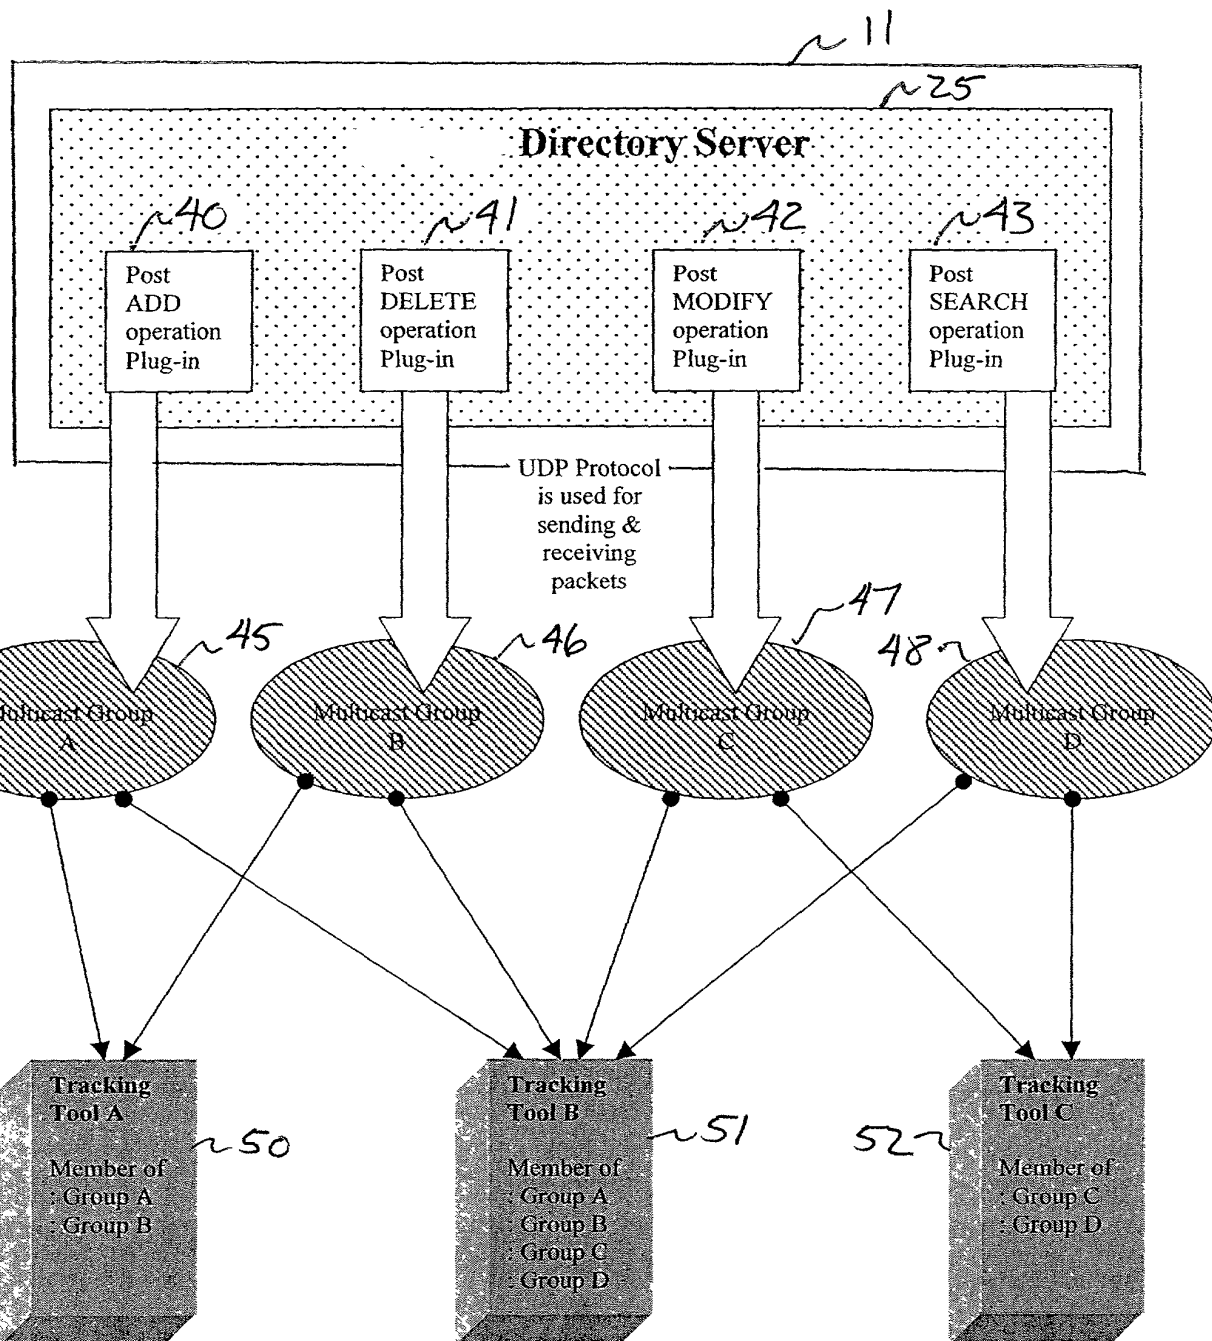 11
25
Directory Server
40
41
42
43
Post
ADD
operation
Plug-in
Post
DELETE
operation
Plug-in
Post
MODIFY
operation
Plug-in
Post
SEARCH
operation
Plug-in
UDP Protocol
is used for
sending &
receiving
packets
45
46
47
48
Multicast Group
A
Multicast Group
B
Multicast Group
C
Multicast Group
D
Tracking
Tool A
Member of
: Group A
: Group B
50
Tracking
Tool B
Member of
: Group A
: Group B
: Group C
: Group D
51
52
Tracking
Tool C
Member of
: Group C
: Group D